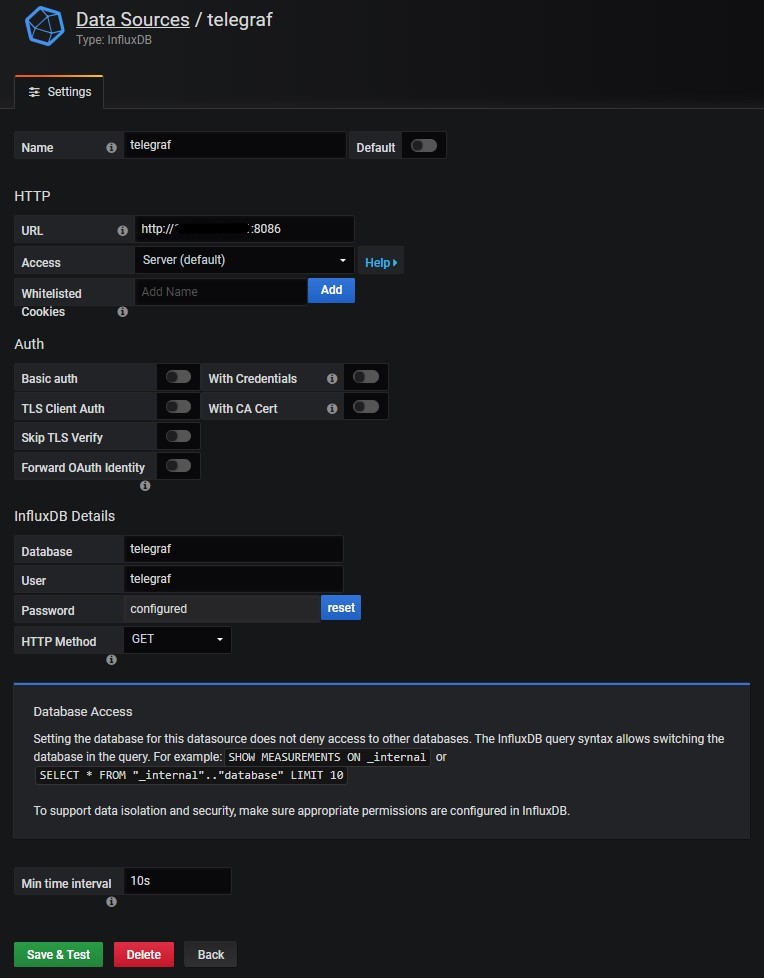 Data Sources / telegraf
Type: InfluxDB
Settings
Name telegraf Default
HTTP
URL http:// :8086
Access Server (default) Help
Whitelisted Cookies Add Name Add
Auth
Basic auth With Credentials
TLS Client Auth With CA Cert
Skip TLS Verify
Forward OAuth Identity
InfluxDB Details
Database telegraf
User telegraf
Password configured reset
HTTP Method GET
Database Access
Setting the database for this datasource does not deny access to other databases. The InfluxDB query syntax allows switching the
database in the query. For example: SHOW MEASUREMENTS ON _internal or
SELECT * FROM "_internal".."database" LIMIT 10
To support data isolation and security, make sure appropriate permissions are configured in InfluxDB.
Min time interval 10s
Save & Test Delete Back